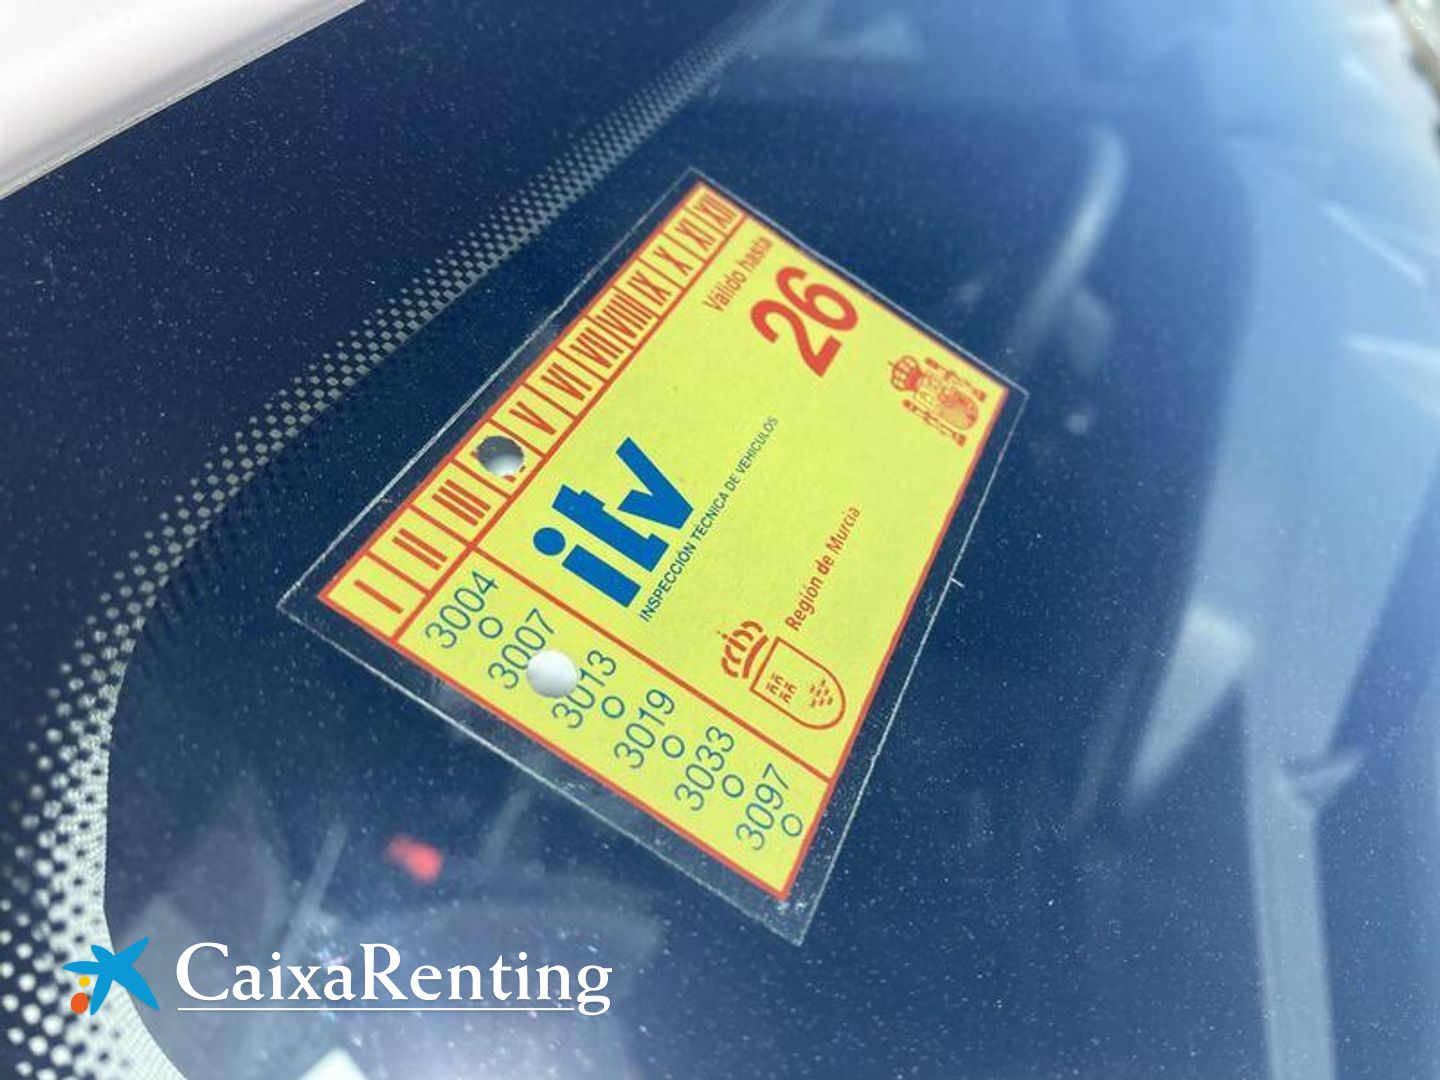 I II III V VI VII VIII IX X XI XII
Válido hasta
26
itv
INSPECCIÓN TÉCNICA DE VEHÍCULOS
Región de Murcia
3004
3007
3013
3019
3033
3097
CaixaRenting